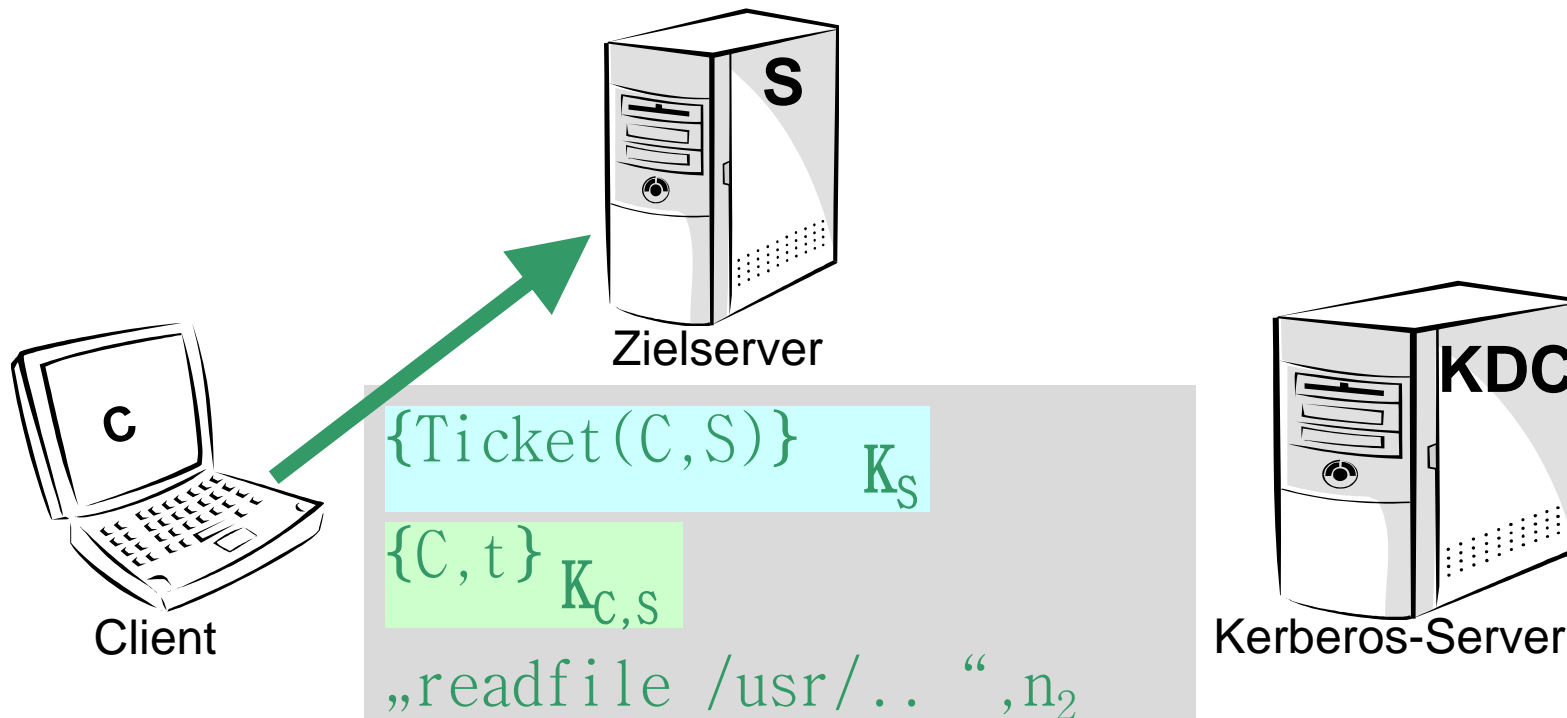 S
Zielserver
KDC
C
{Ticket(C,S)} K_S
{C,t} K_C,S
Client
Kerberos-Server
„readfile /usr/.. “,n₂